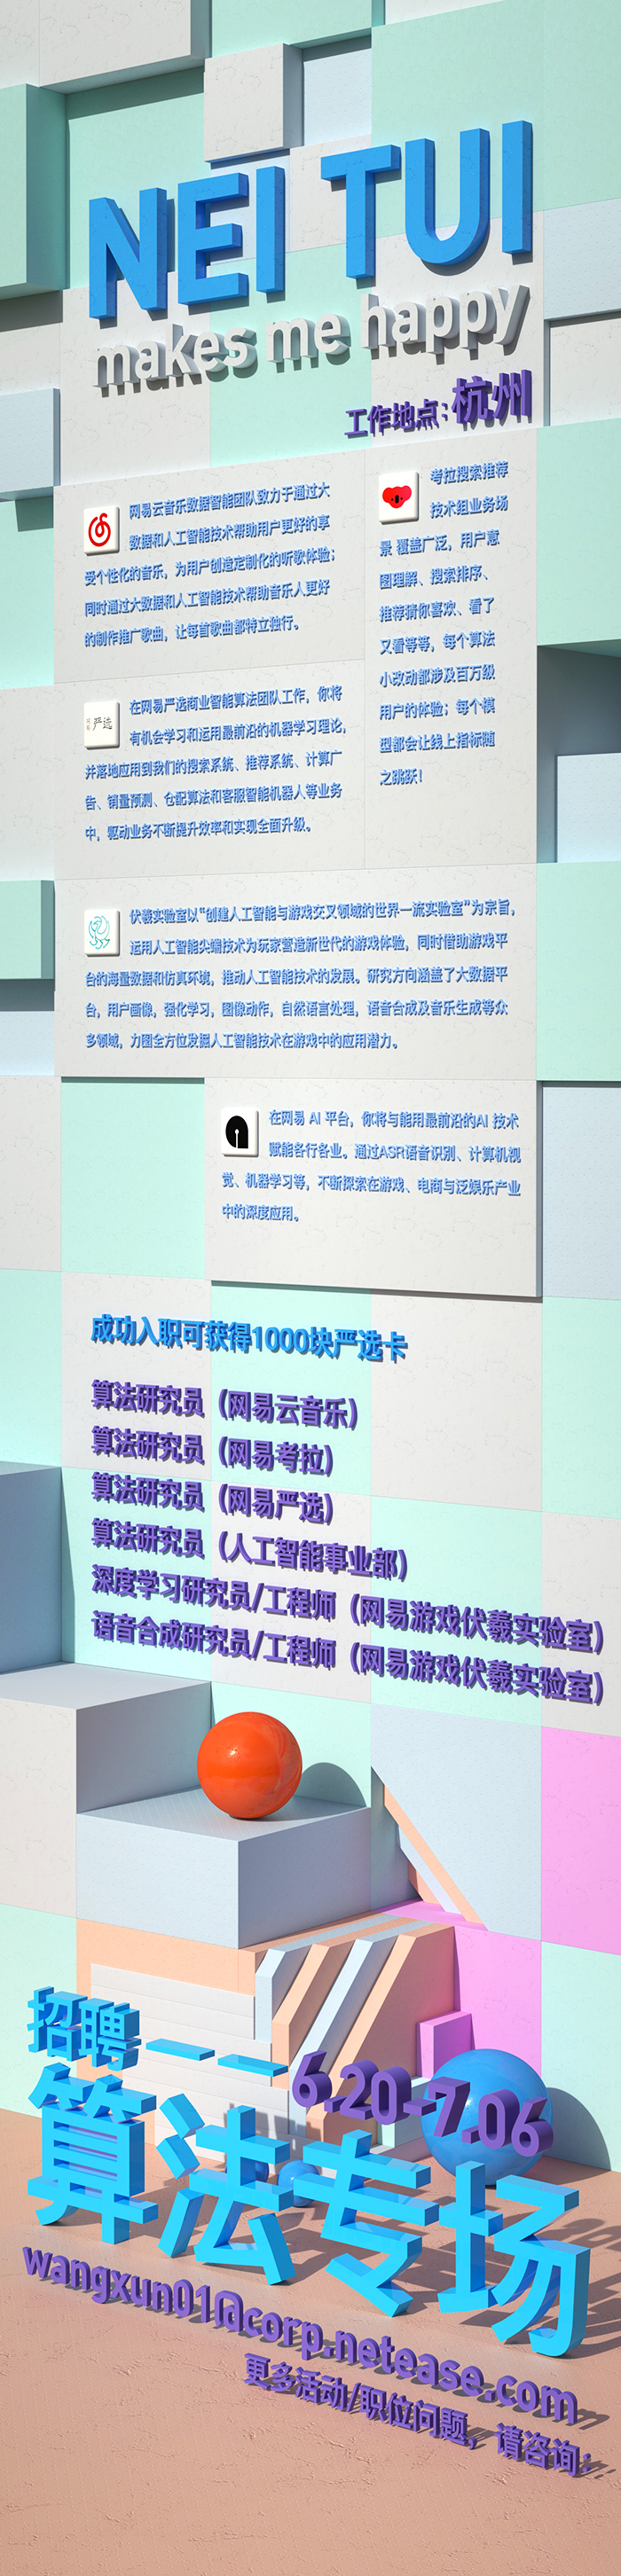 NEI TUI
makes me happy
工作地点：杭州
网易云音乐数据智能团队致力于通过大
数据和人工智能技术帮助用户更好的享
受个性化的音乐，为用户创造定制化的听歌体验；
同时通过大数据和人工智能技术帮助音乐人更好
的制作推广歌曲，让每首歌曲都特立独行。
考拉搜索推荐
技术组业务场
景 覆盖广泛，用户意
图理解、搜索排序、
推荐猜你喜欢、看了
又看等等，每个算法
小改动都涉及百万级
用户的体验；每个模
型都会让线上指标随
之跳跃！
严选
在网易严选商业智能算法团队工作，你将
有机会学习和运用最前沿的机器学习理论，
并落地应用到我们的搜索系统、推荐系统、计算广
告、销量预测、仓配算法和客服智能机器人等业务
中，驱动业务不断提升效率和实现全面升级。
伏羲实验室以“创建人工智能与游戏交叉领域的世界一流实验室”为宗旨，
运用人工智能尖端技术为玩家营造新世代的游戏体验，同时借助游戏平
台的海量数据和仿真环境，推动人工智能技术的发展。研究方向涵盖了大数据平
台，用户画像，强化学习，图像动作，自然语言处理，语音合成及音乐生成等众
多领域，力图全方位发掘人工智能技术在游戏中的应用潜力。
在网易 AI 平台，你将与能用最前沿的AI 技术
赋能各行各业。通过ASR语音识别、计算机视
觉、机器学习等，不断探索在游戏、电商与泛娱乐产业
中的深度应用。
成功入职可获得1000块严选卡
算法研究员（网易云音乐）
算法研究员（网易考拉）
算法研究员（网易严选）
算法研究员（人工智能事业部）
深度学习研究员/工程师（网易游戏伏羲实验室）
语音合成研究员/工程师（网易游戏伏羲实验室）
招聘——6.20-7.06
算法专场
wangxun01@corp.netease.com
更多活动/职位问题，请咨询：